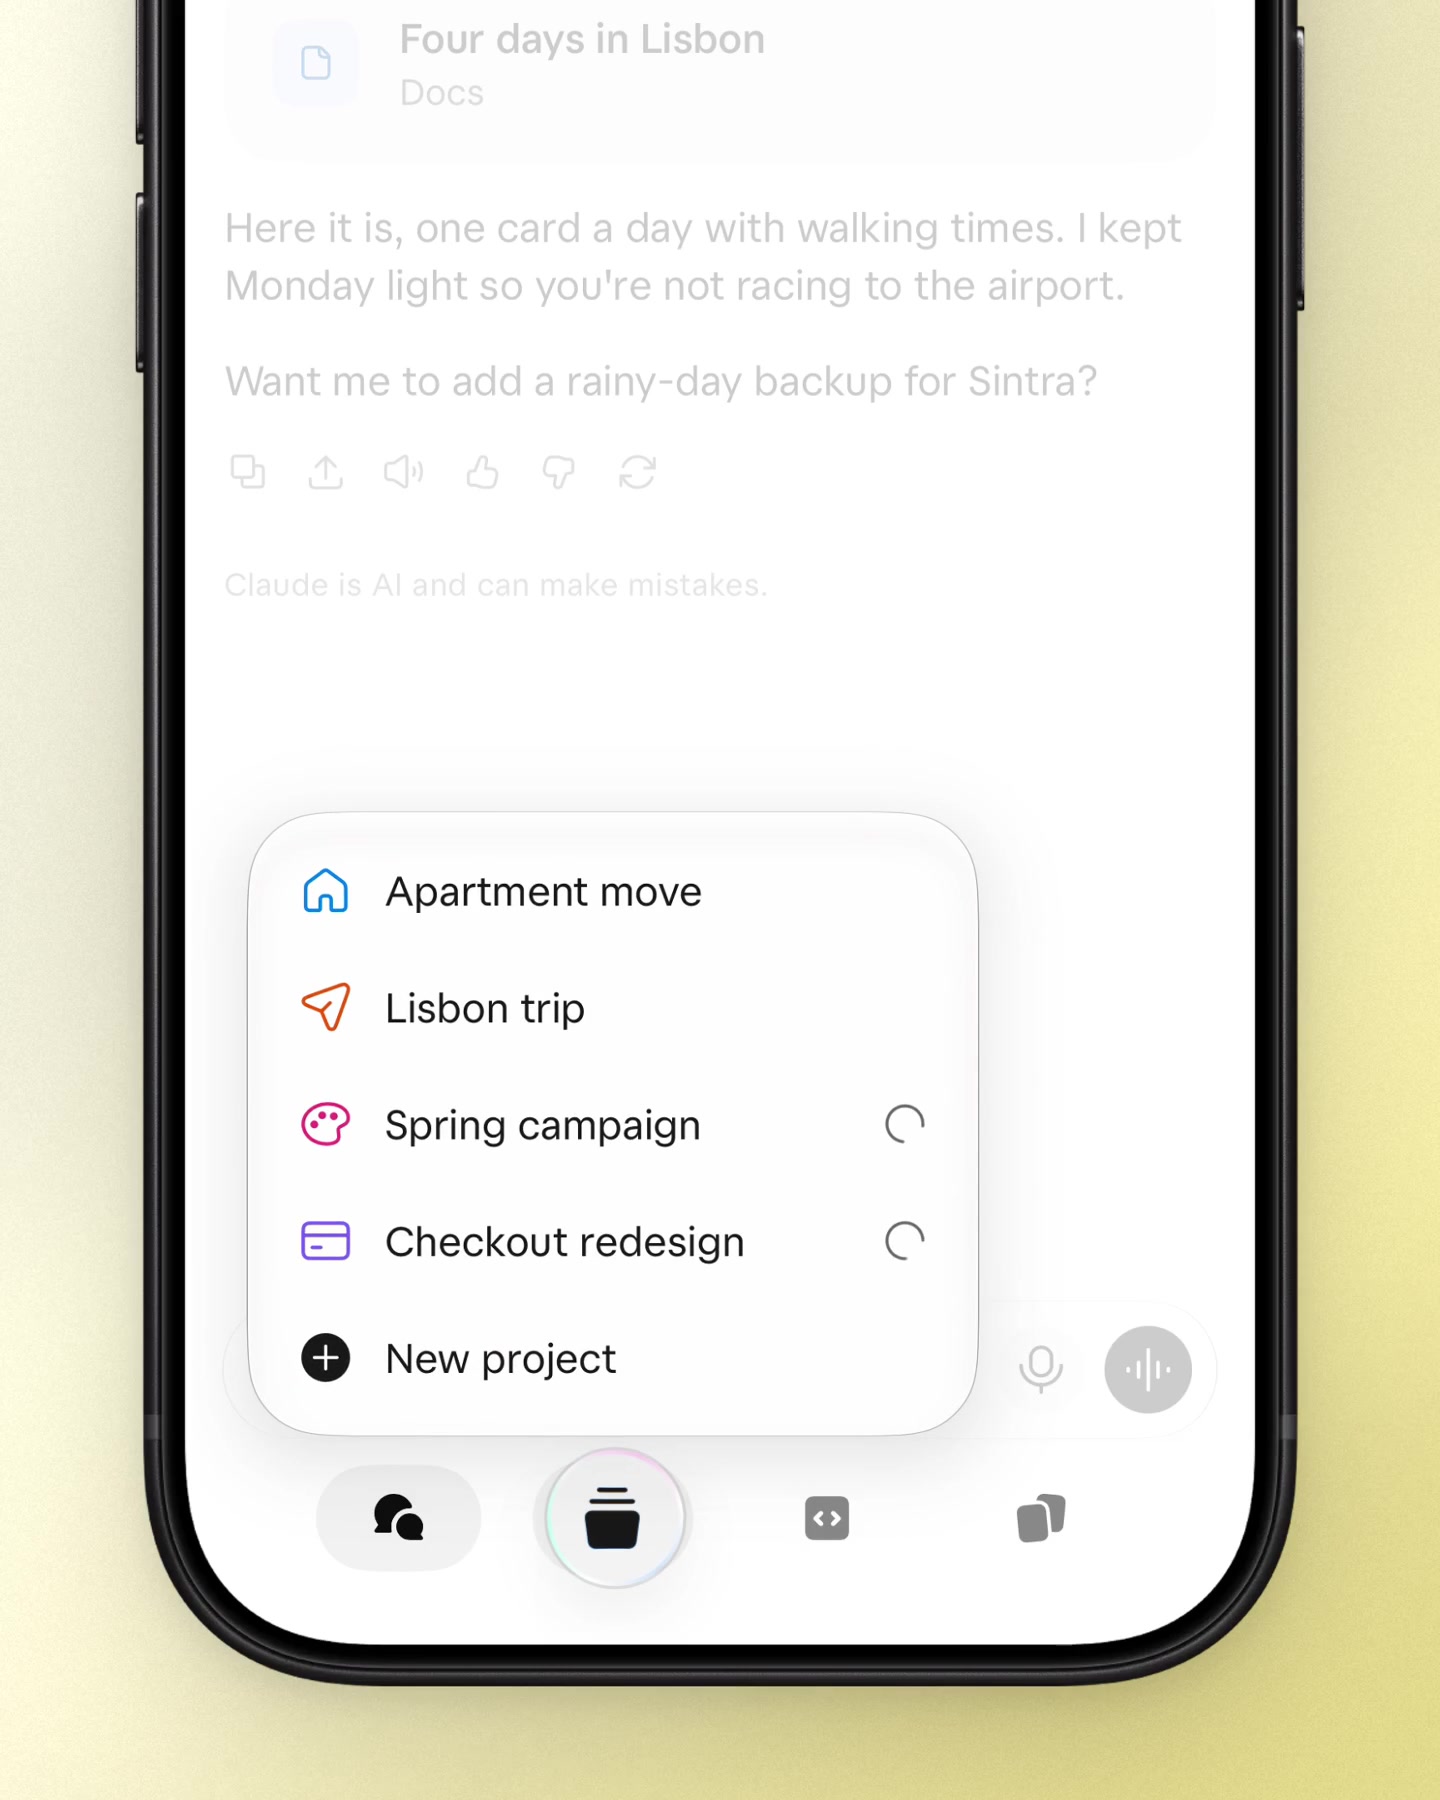 Four days in Lisbon
Docs
Here it is, one card a day with walking times. I kept
Monday light so you're not racing to the airport.
Want me to add a rainy-day backup for Sintra?
Claude is AI and can make mistakes.
Apartment move
Lisbon trip
Spring campaign
Checkout redesign
New project